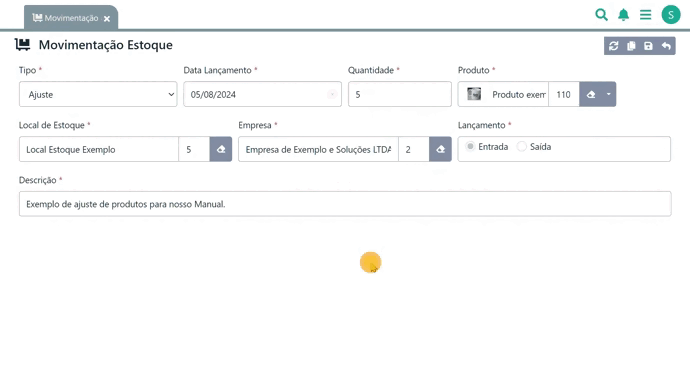 Movimentação
S
Movimentação Estoque
Tipo * Data Lançamento * Quantidade * Produto *
Ajuste 05/08/2024 5 Produto exem 110
Local de Estoque * Empresa * Lançamento *
Local Estoque Exemplo 5 Empresa de Exemplo e Soluções LTDA 2 Entrada Saída
Descrição *
Exemplo de ajuste de produtos para nosso Manual.